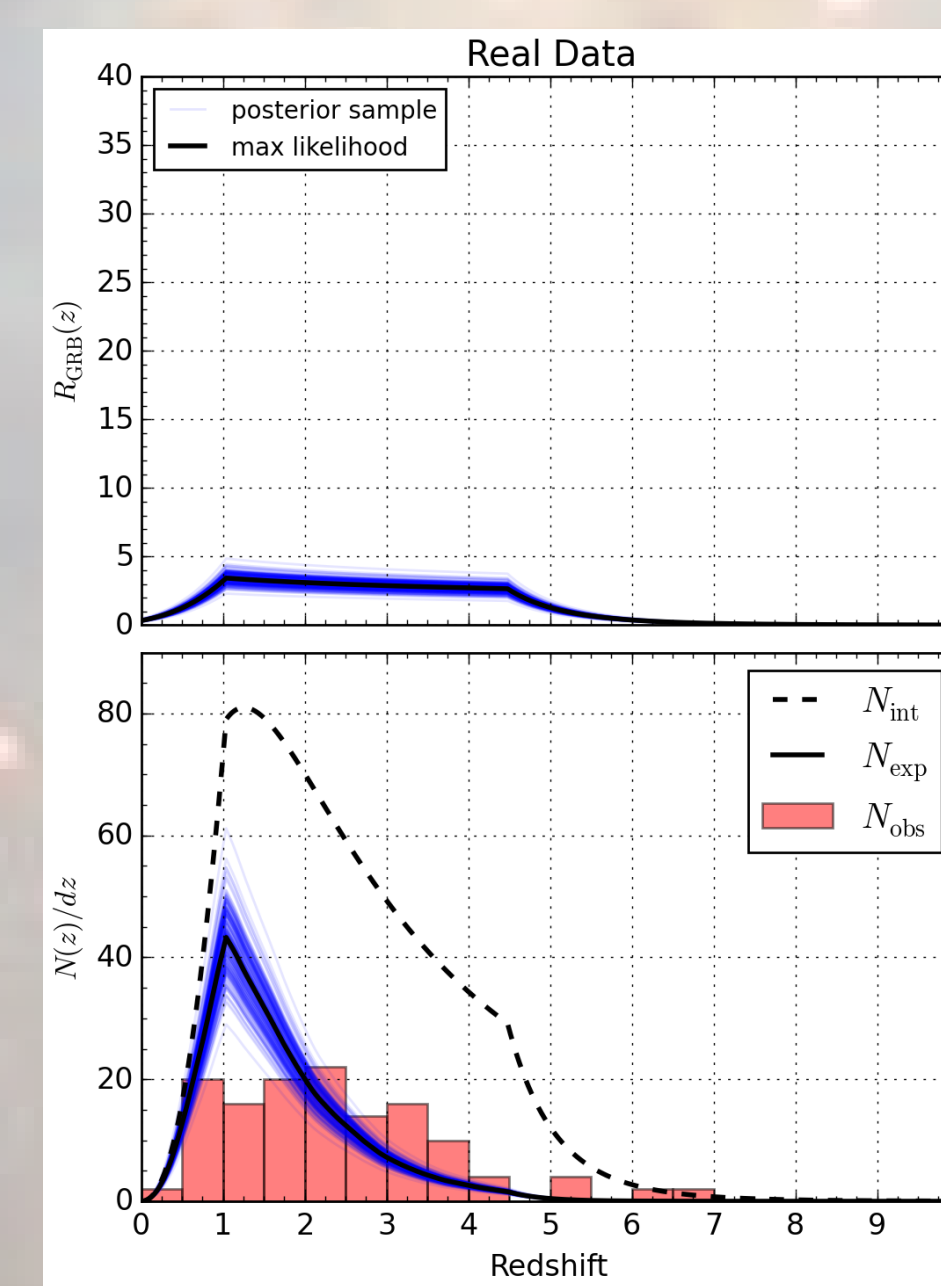 Real Data
posterior sample
max likelihood
40
35
30
25
20
15
10
5
0
R_GRB(z)
N_int
N_exp
N_obs
80
60
40
20
0
N(z)/dz
0 1 2 3 4 5 6 7 8 9
Redshift